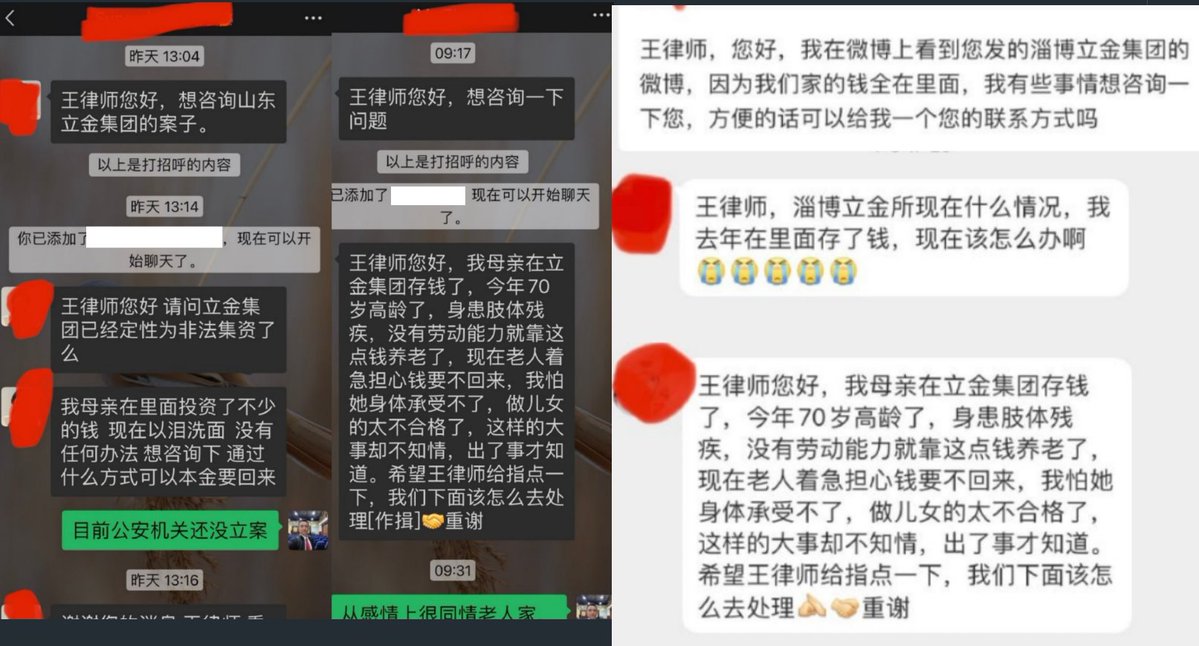 昨天 13:04
王律师您好，想咨询山东
立金集团的案子。
以上是打招呼的内容
昨天 13:14
你已添加了
，现在可以开
始聊天了。
王律师您好 请问立金集
团已经定性为非法集资了
么
我母亲在里面投资了不少
的钱 现在以泪洗面 没有
任何办法 想咨询下 通过
什么方式可以本金要回来
目前公安机关还没立案
昨天 13:16
09:17
王律师您好，想咨询一下
问题
以上是打招呼的内容
已添加了
现在可以开始聊天
了。
王律师您好，我母亲在立
金集团存钱了，今年70
岁高龄了，身患肢体残
疾，没有劳动能力就靠这
点钱养老了，现在老人着
急担心钱要不回来，我怕
她身体承受不了，做儿女
的太不合格了，这样的大
事却不知情，出了事才知
道。希望王律师给指点一
下，我们下面该怎么去处
理[作揖]🤝重谢
09:31
从感情上很同情老人家
王律师，您好，我在微博上看到您发的淄博立金集团的
微博，因为我们家的钱全在里面，我有些事情想咨询一
下您，方便的话可以给我一个您的联系方式吗
王律师，淄博立金所现在什么情况，我
去年在里面存了钱，现在该怎么办啊
😭😭😭😭😭
王律师您好，我母亲在立金集团存钱
了，今年70岁高龄了，身患肢体残
疾，没有劳动能力就靠这点钱养老了，
现在老人着急担心钱要不回来，我怕她
身体承受不了，做儿女的太不合格了，
这样的大事却不知情，出了事才知道。
希望王律师给指点一下，我们下面该怎
么去处理🙏🏻🤝🏻重谢